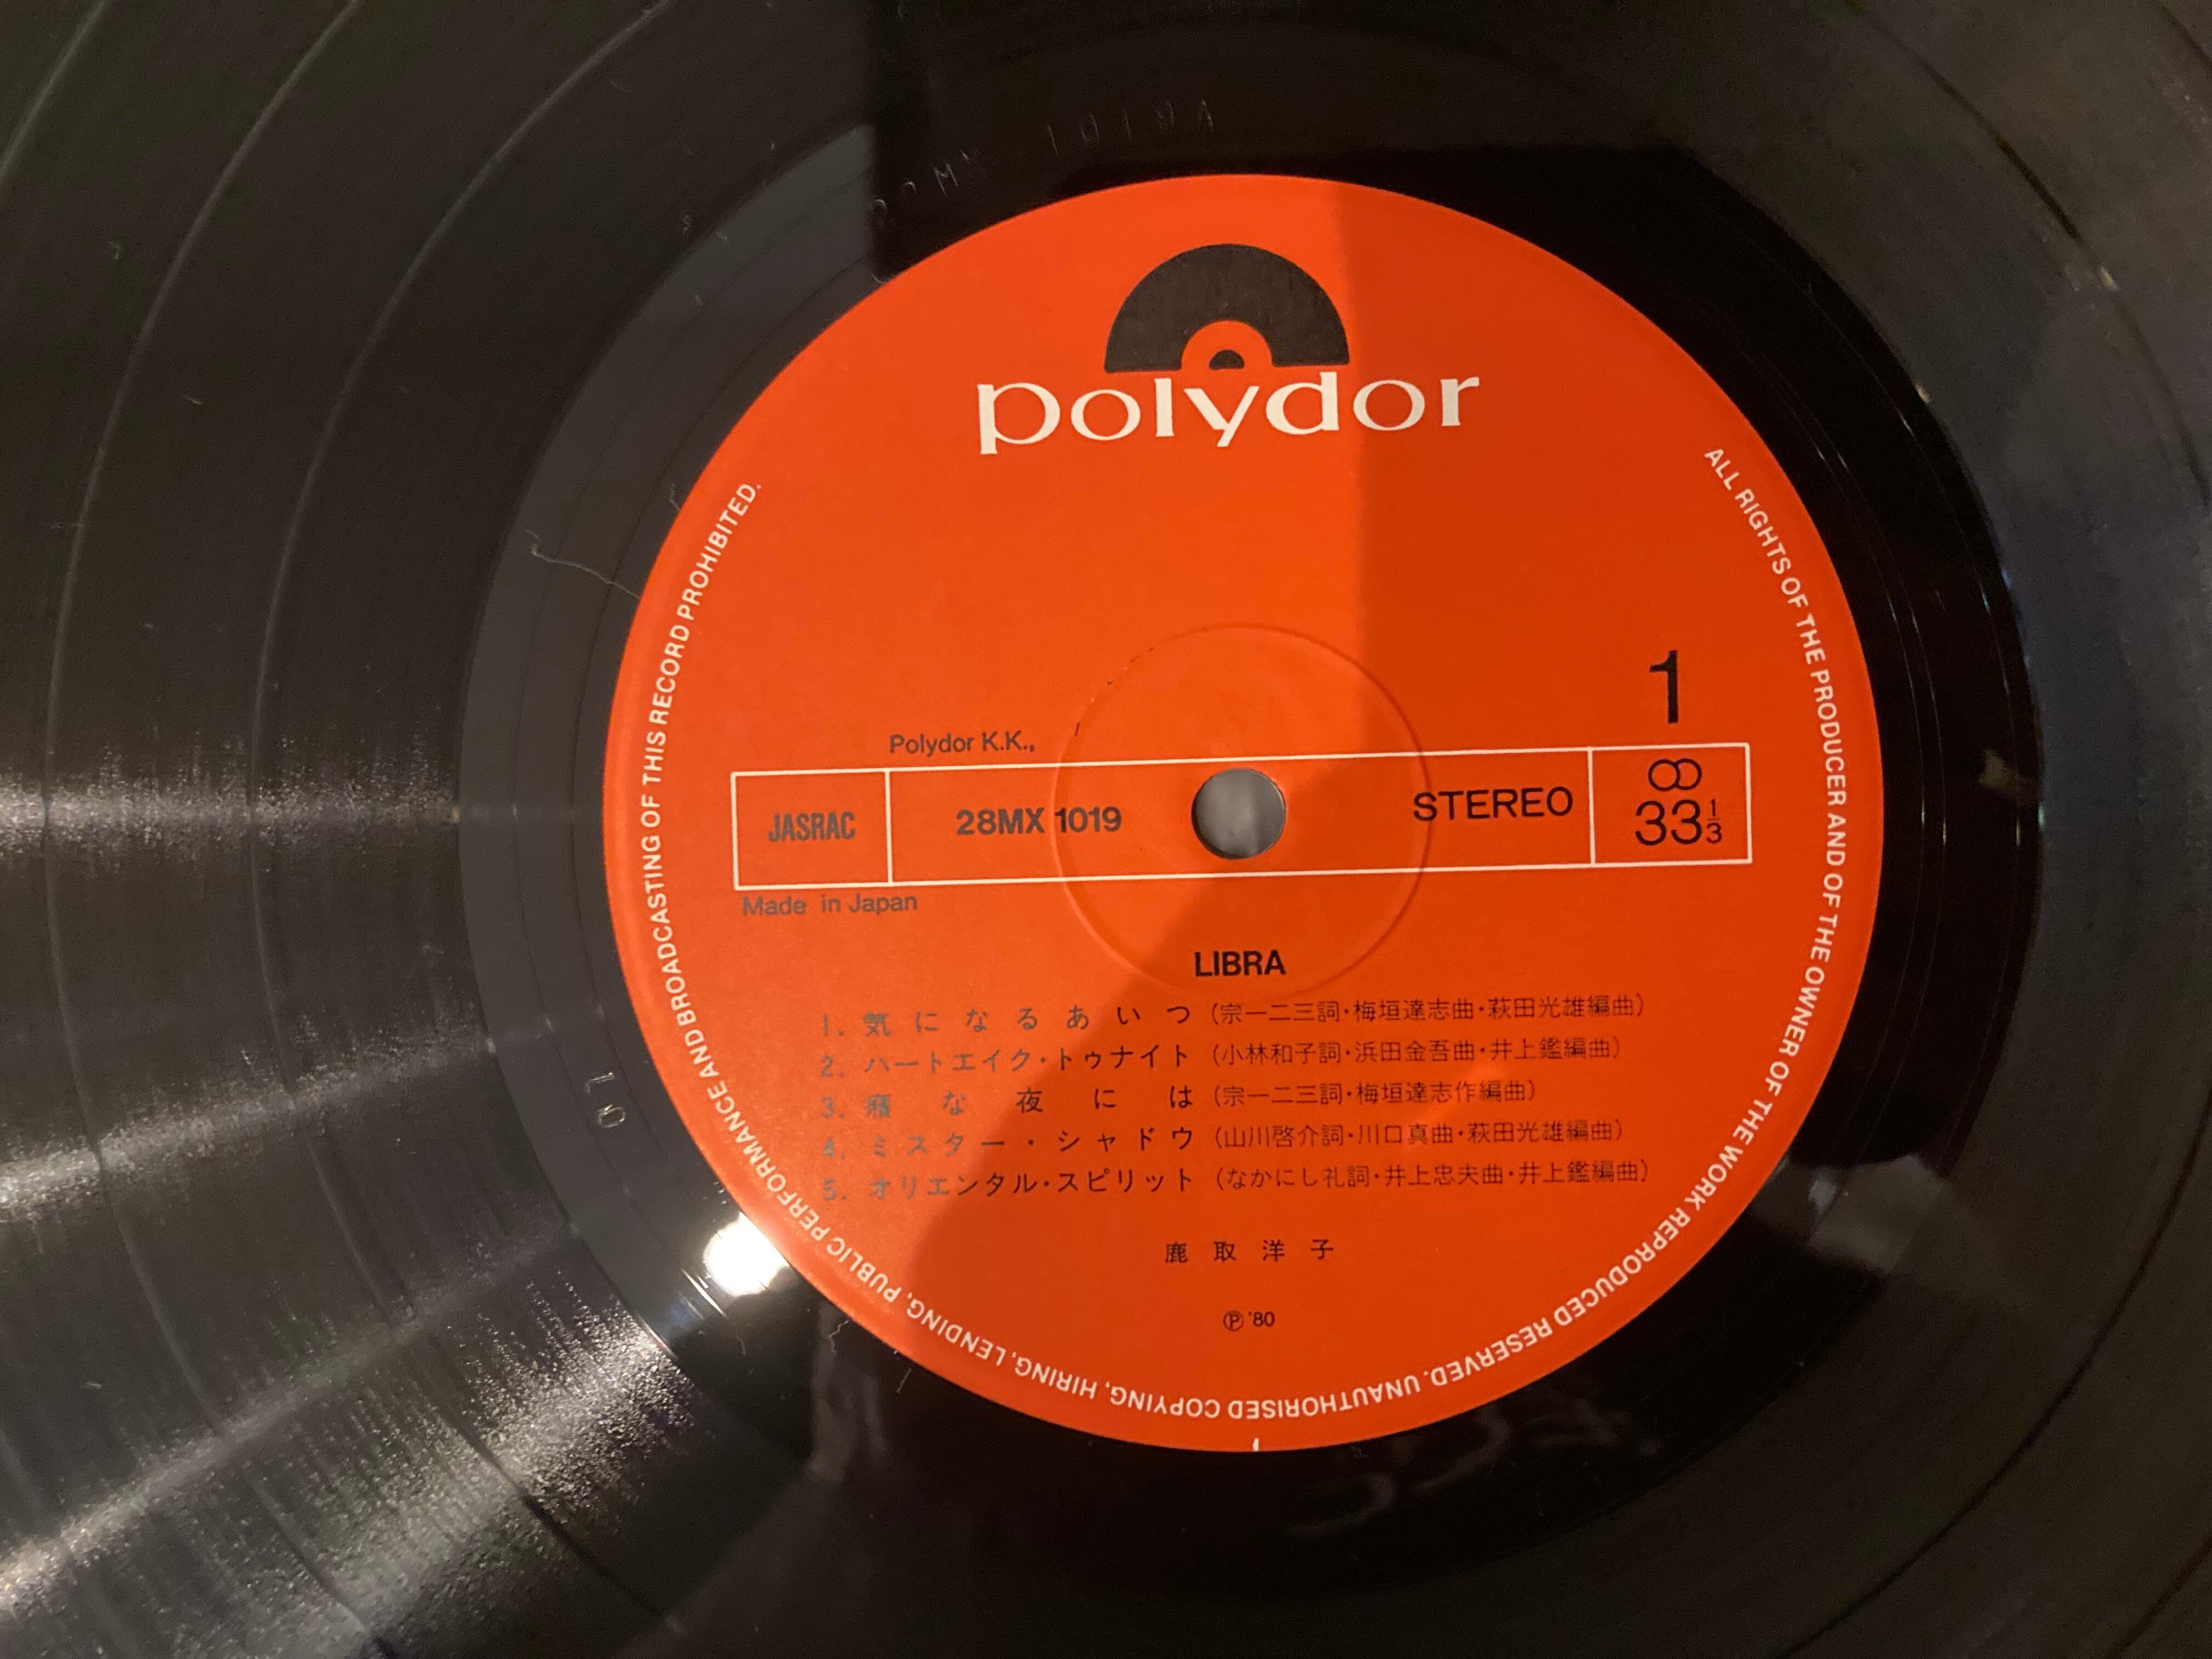 polydor
ALL RIGHTS OF THE PRODUCER AND OF THE OWNER OF THE WORK REPRODUCED RESERVED. UNAUTHORISED COPYING, HIRING, LENDING, PUBLIC PERFORMANCE AND BROADCASTING OF THIS RECORD PROHIBITED.
1
Polydor K.K.,
JASRAC 28MX 1019 STEREO 33 1/3
Made in Japan
LIBRA
1. 気になるあいつ (宗一二三詞・梅垣達志曲・萩田光雄編曲)
2. ハートエイク・トゥナイト (小林和子詞・浜田金吾曲・井上鑑編曲)
3. 癪な夜には (宗一二三詞・梅垣達志作編曲)
4. ミスター・シャドウ (山川啓介詞・川口真曲・萩田光雄編曲)
5. オリエンタル・スピリット (なかにし礼詞・井上忠夫曲・井上鑑編曲)
鹿取洋子
Ⓟ '80